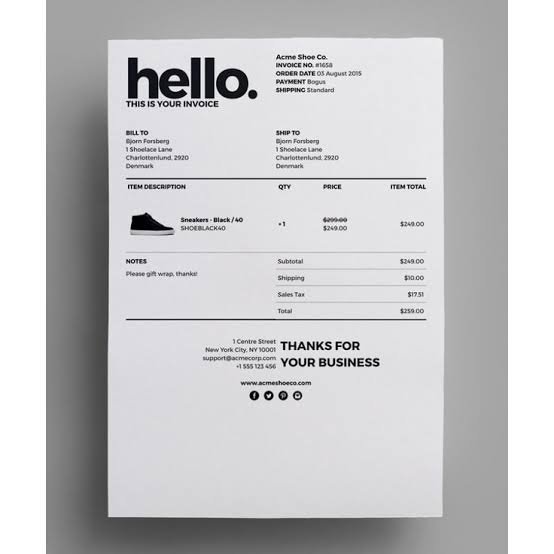 hello.
THIS IS YOUR INVOICE
Acme Shoe Co.
INVOICE NO. #1658
ORDER DATE 03 August 2015
PAYMENT Bogus
SHIPPING Standard
BILL TO
Bjorn Forsberg
1 Shoelace Lane
Charlottenlund, 2920
Denmark
SHIP TO
Bjorn Forsberg
1 Shoelace Lane
Charlottenlund, 2920
Denmark
ITEM DESCRIPTION QTY PRICE ITEM TOTAL
Sneakers - Black / 40
SHOEBLACK40
× 1
$299.00
$249.00
$249.00
NOTES
Please gift wrap, thanks!
Subtotal $249.00
Shipping $10.00
Sales Tax $17.51
Total $259.00
1 Centre Street
New York City, NY 10001
support@acmecorp.com
+1 555 123 456
THANKS FOR
YOUR BUSINESS
www.acmeshoeco.com